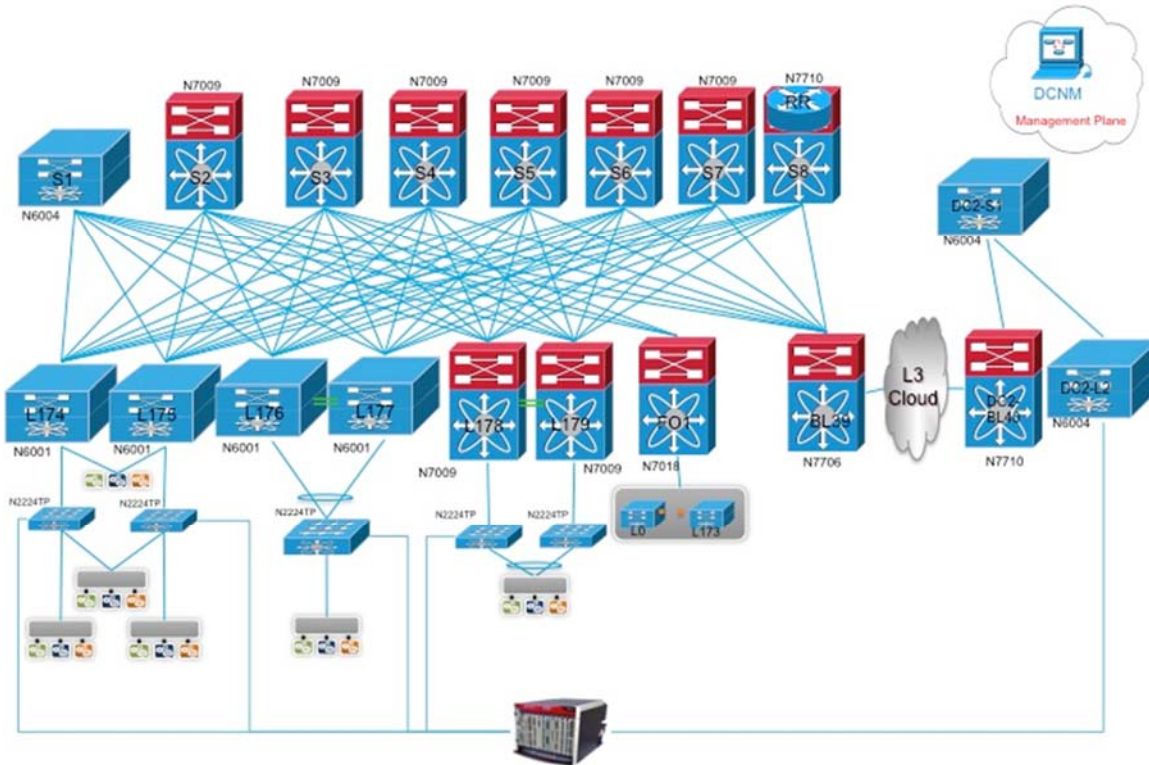 N7009
N7009
N7009
N7009
N7009
N7009
N7710
RR
DCNM
Management Plane
S1
S2
S3
S4
S5
S6
S7
S8
N6004
DC2-S1
N6004
L3
Cloud
L174
L175
L176
L177
L178
L179
FO1
BL39
DC2-
BL40
DC2-L2
N6001
N6001
N6001
N6001
N7009
N7009
N7018
N7706
N7710
N6004
N2224TP
N2224TP
N2224TP
N2224TP
N2224TP
L0
L173